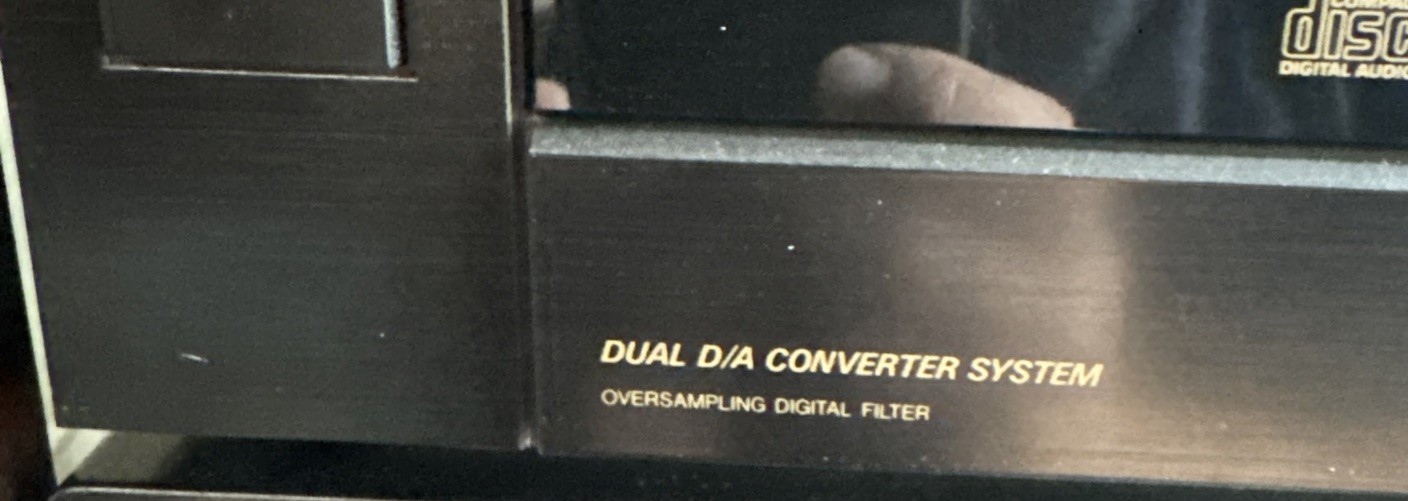 disc
DIGITAL AUDIO
DUAL D/A CONVERTER SYSTEM
OVERSAMPLING DIGITAL FILTER